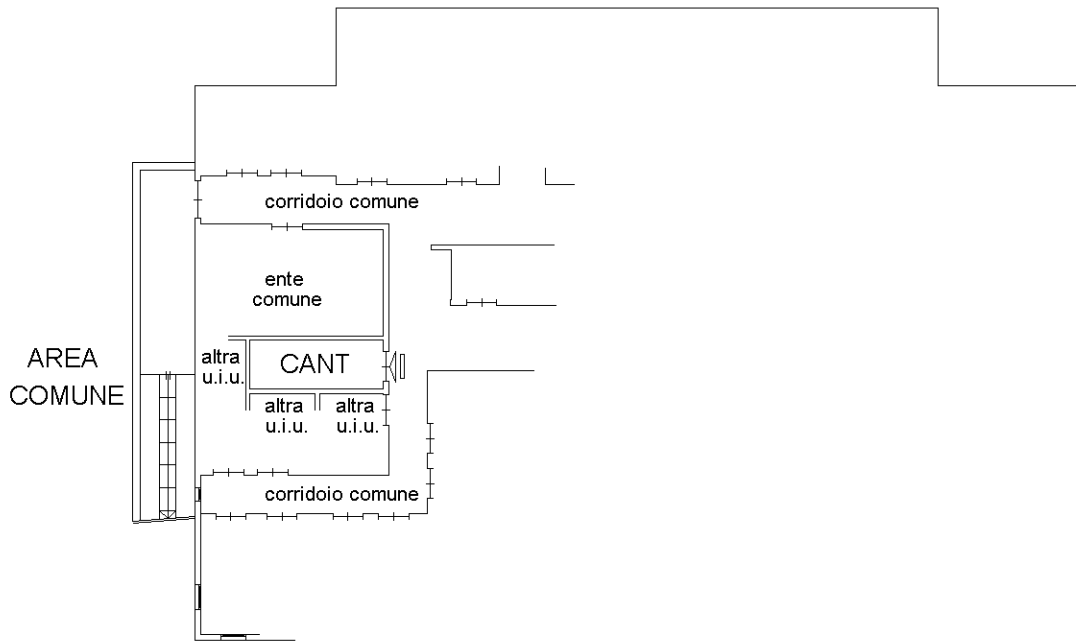 corridoio comune
ente
comune
AREA
COMUNE
altra
u.i.u.
CANT
altra
u.i.u.
altra
u.i.u.
corridoio comune